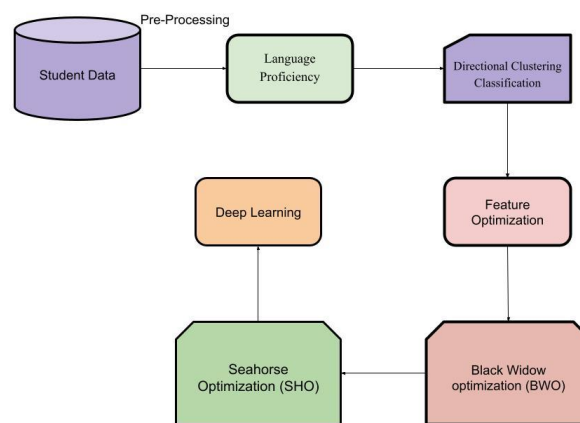 Pre-Processing
Student Data
Language
Proficiency
Directional Clustering
Classification
Feature
Optimization
Deep Learning
Seahorse
Optimization (SHO)
Black Widow
optimization (BWO)